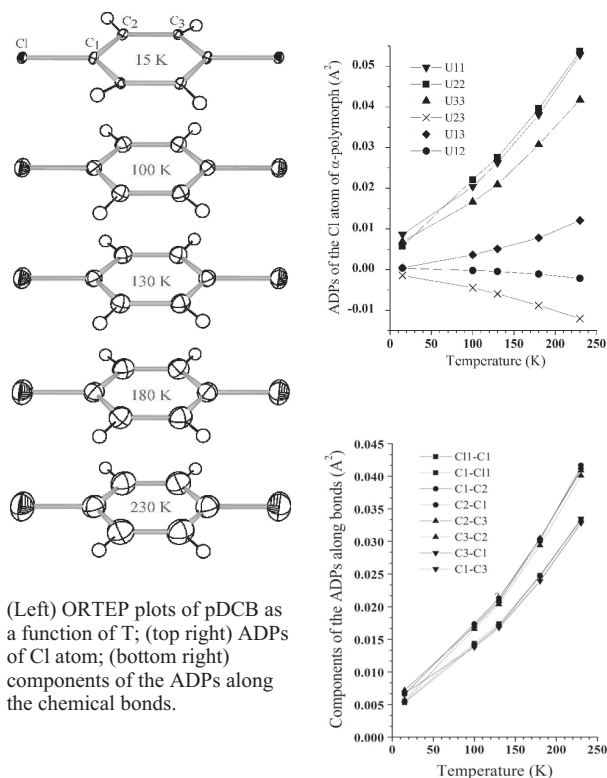 Cl
C1
C2
C3
15 K
100 K
130 K
180 K
230 K
(Left) ORTEP plots of pDCB as
a function of T; (top right) ADPs
of Cl atom; (bottom right)
components of the ADPs along
the chemical bonds.
ADPs of the Cl atom of α-polymorph (A²)
0.05
0.04
0.03
0.02
0.01
0.00
-0.01
U11
U22
U33
U23
U13
U12
0 50 100 150 200 250
Temperature (K)
Components of the ADPs along bonds (A²)
0.045
0.040
0.035
0.030
0.025
0.020
0.015
0.010
0.005
0.000
Cl1-C1
C1-Cl1
C1-C2
C2-C1
C2-C3
C3-C2
C3-C1
C1-C3
0 50 100 150 200 250
Temperature (K)